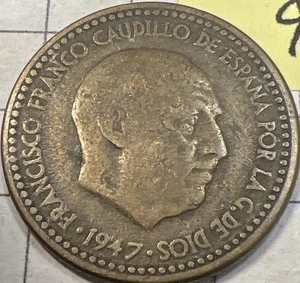 · FRANCISCO FRANCO CAUDILLO DE ESPAÑA POR LA G. DE DIOS ·
1947